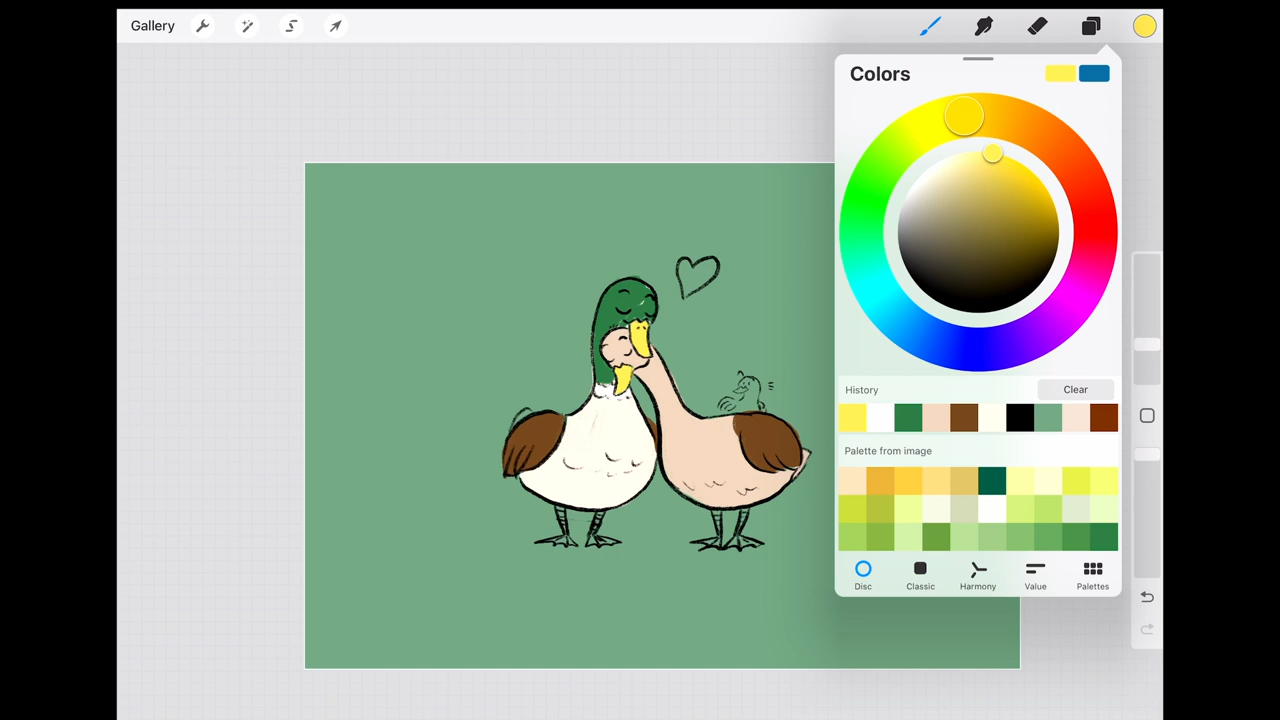 Gallery
Colors
History
Clear
Palette from image
Disc
Classic
Harmony
Value
Palettes